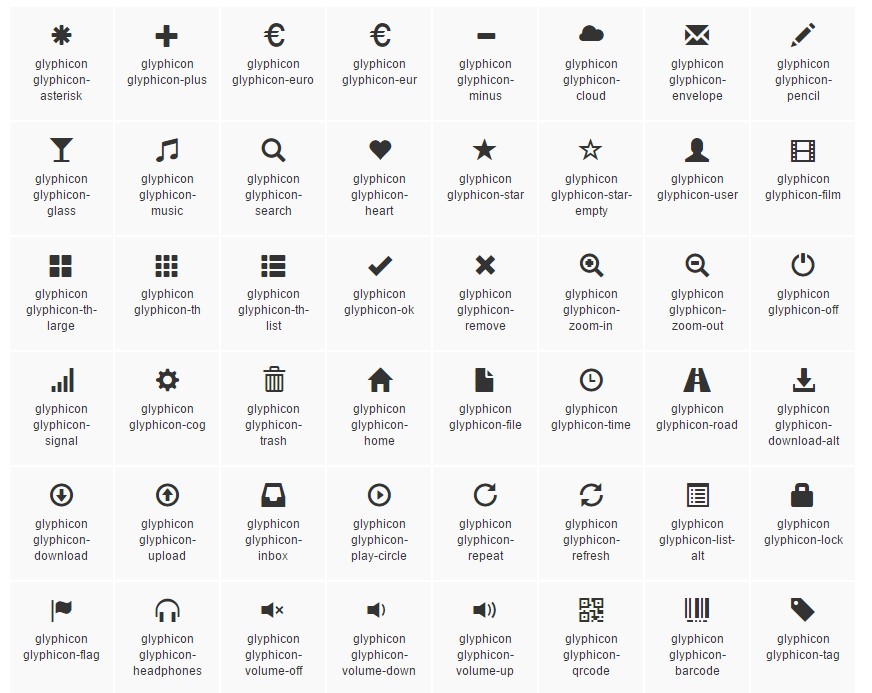 glyphicon
glyphicon-
asterisk
glyphicon
glyphicon-plus
glyphicon
glyphicon-euro
glyphicon
glyphicon-eur
glyphicon
glyphicon-
minus
glyphicon
glyphicon-
cloud
glyphicon
glyphicon-
envelope
glyphicon
glyphicon-
pencil
glyphicon
glyphicon-
glass
glyphicon
glyphicon-
music
glyphicon
glyphicon-
search
glyphicon
glyphicon-
heart
glyphicon
glyphicon-star
glyphicon
glyphicon-star-
empty
glyphicon
glyphicon-user
glyphicon
glyphicon-film
glyphicon
glyphicon-th-
large
glyphicon
glyphicon-th
glyphicon
glyphicon-th-
list
glyphicon
glyphicon-ok
glyphicon
glyphicon-
remove
glyphicon
glyphicon-
zoom-in
glyphicon
glyphicon-
zoom-out
glyphicon
glyphicon-off
glyphicon
glyphicon-
signal
glyphicon
glyphicon-cog
glyphicon
glyphicon-
trash
glyphicon
glyphicon-
home
glyphicon
glyphicon-file
glyphicon
glyphicon-time
glyphicon
glyphicon-road
glyphicon
glyphicon-
download-alt
glyphicon
glyphicon-
download
glyphicon
glyphicon-
upload
glyphicon
glyphicon-
inbox
glyphicon
glyphicon-
play-circle
glyphicon
glyphicon-
repeat
glyphicon
glyphicon-
refresh
glyphicon
glyphicon-list-
alt
glyphicon
glyphicon-lock
glyphicon
glyphicon-flag
glyphicon
glyphicon-
headphones
glyphicon
glyphicon-
volume-off
glyphicon
glyphicon-
volume-down
glyphicon
glyphicon-
volume-up
glyphicon
glyphicon-
qrcode
glyphicon
glyphicon-
barcode
glyphicon
glyphicon-tag